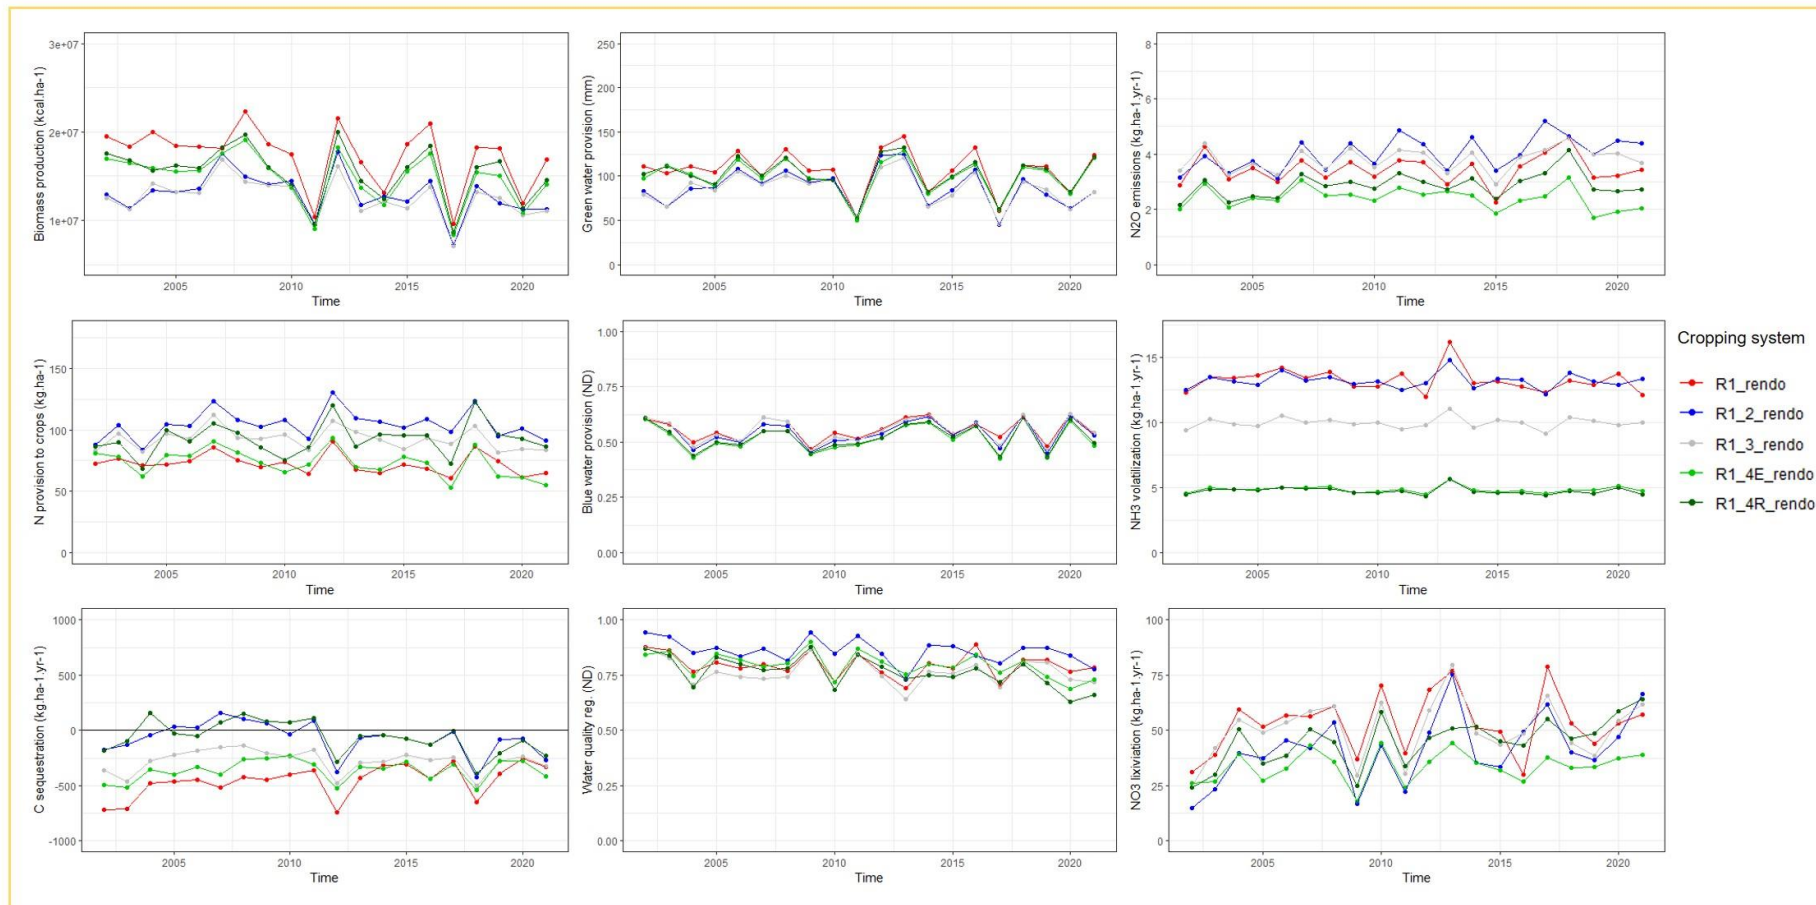 Biomass production (kcal.ha-1)
3e+07
2e+07
1e+07
2005 2010 2015 2020
Time
Green water provision (mm)
250
200
150
100
50
0
2005 2010 2015 2020
Time
N2O emissions (kg.ha-1.yr-1)
8
6
4
2
0
2005 2010 2015 2020
Time
N provision to crops (kg.ha-1)
150
100
50
0
2005 2010 2015 2020
Time
Blue water provision (ND)
1.00
0.75
0.50
0.25
0.00
2005 2010 2015 2020
Time
NH3 volatilization (kg.ha-1.yr-1)
15
10
5
0
2005 2010 2015 2020
Time
Cropping system
R1_rendo
R1_2_rendo
R1_3_rendo
R1_4E_rendo
R1_4R_rendo
C sequestration (kg.ha-1.yr-1)
1000
500
0
-500
-1000
2005 2010 2015 2020
Time
Water quality reg. (ND)
1.00
0.75
0.50
0.25
0.00
2005 2010 2015 2020
Time
NO3 lixiviation (kg.ha-1.yr-1)
100
75
50
25
0
2005 2010 2015 2020
Time